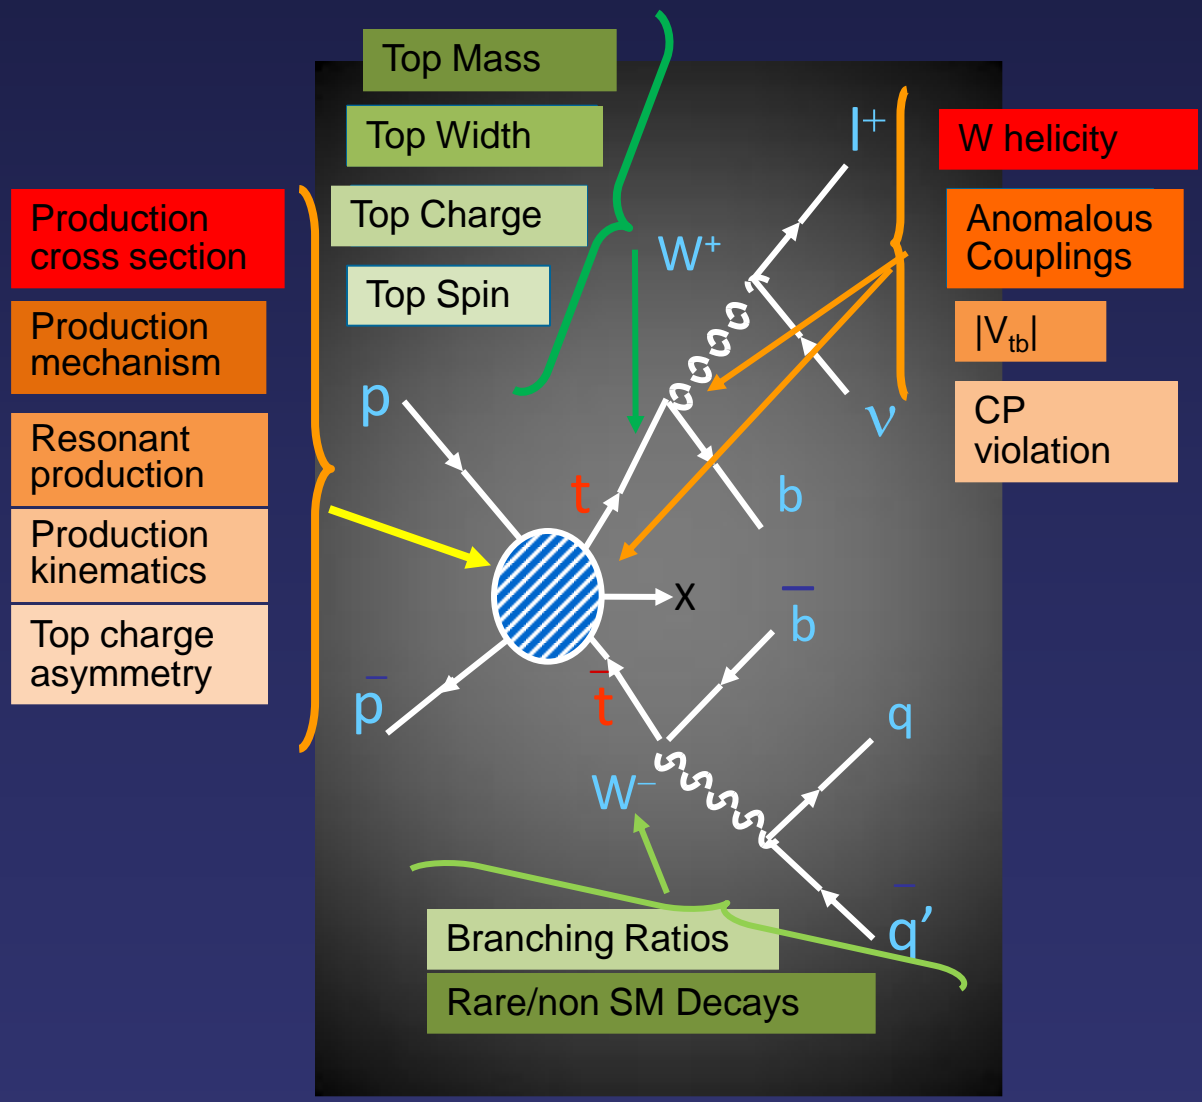 Top Mass
Top Width
Top Charge
Top Spin
Production
cross section
Production
mechanism
Resonant
production
Production
kinematics
Top charge
asymmetry
W helicity
Anomalous
Couplings
|V_tb|
CP
violation
l⁺
W⁺
ν
p
t
b
X
b̅
p̅
t̅
q
W⁻
q̅'
Branching Ratios
Rare/non SM Decays